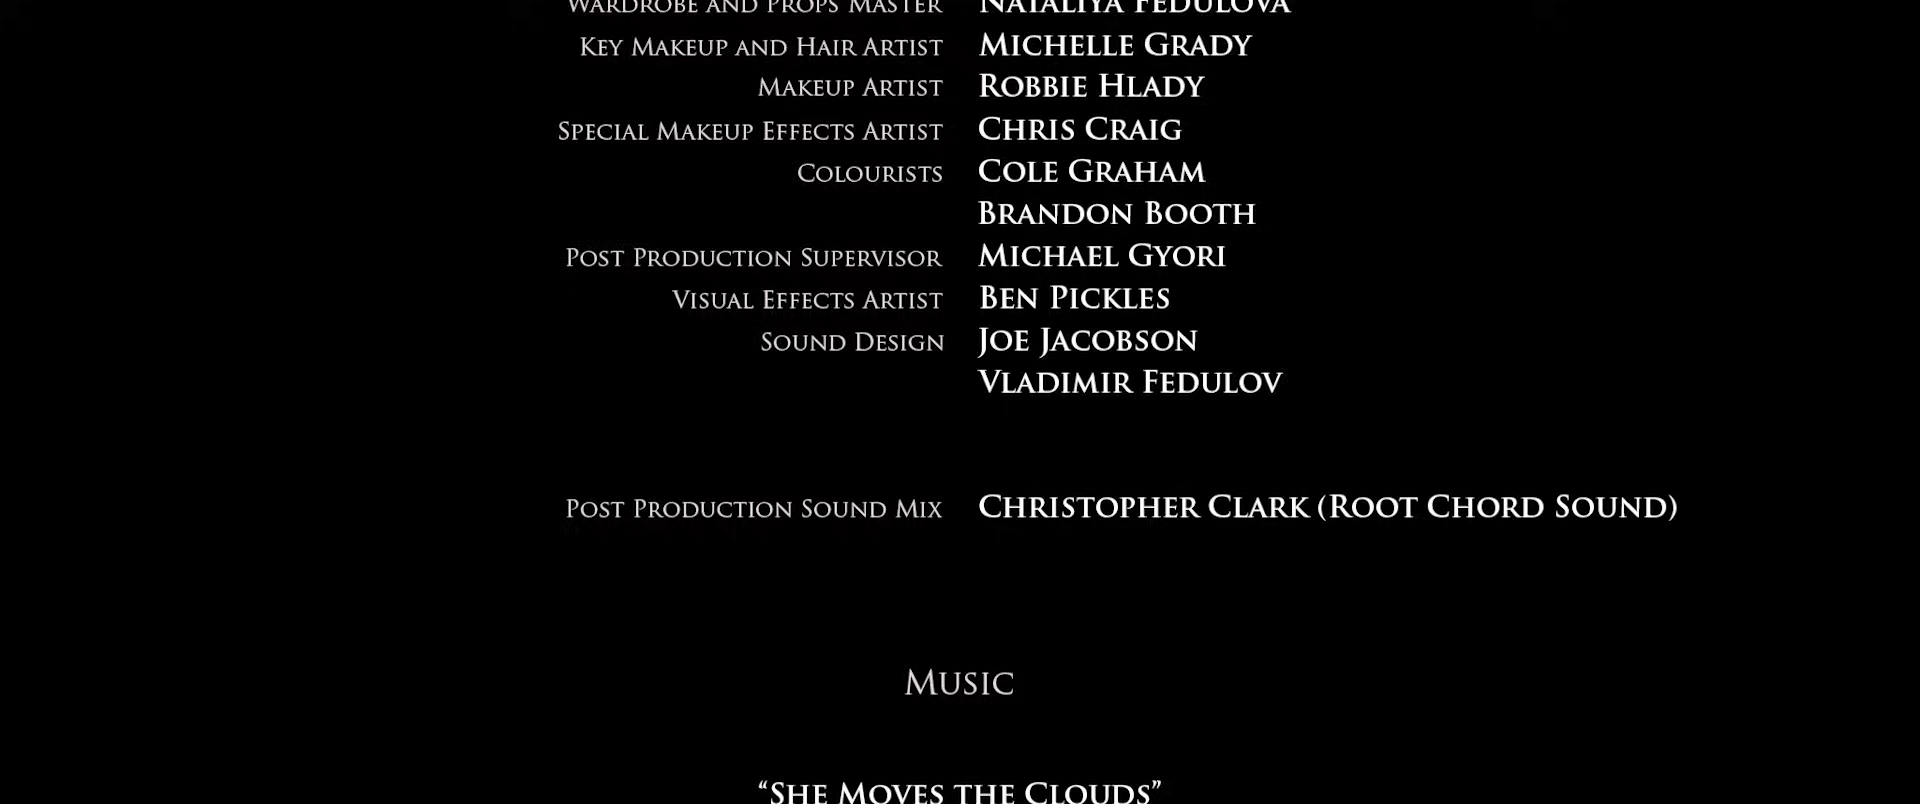 Wardrobe and Props Master Nataliya Fedulova
Key Makeup and Hair Artist Michelle Grady
Makeup Artist Robbie Hlady
Special Makeup Effects Artist Chris Craig
Colourists Cole Graham
Brandon Booth
Post Production Supervisor Michael Gyori
Visual Effects Artist Ben Pickles
Sound Design Joe Jacobson
Vladimir Fedulov
Post Production Sound Mix Christopher Clark (Root Chord Sound)
Music
“She Moves the Clouds”